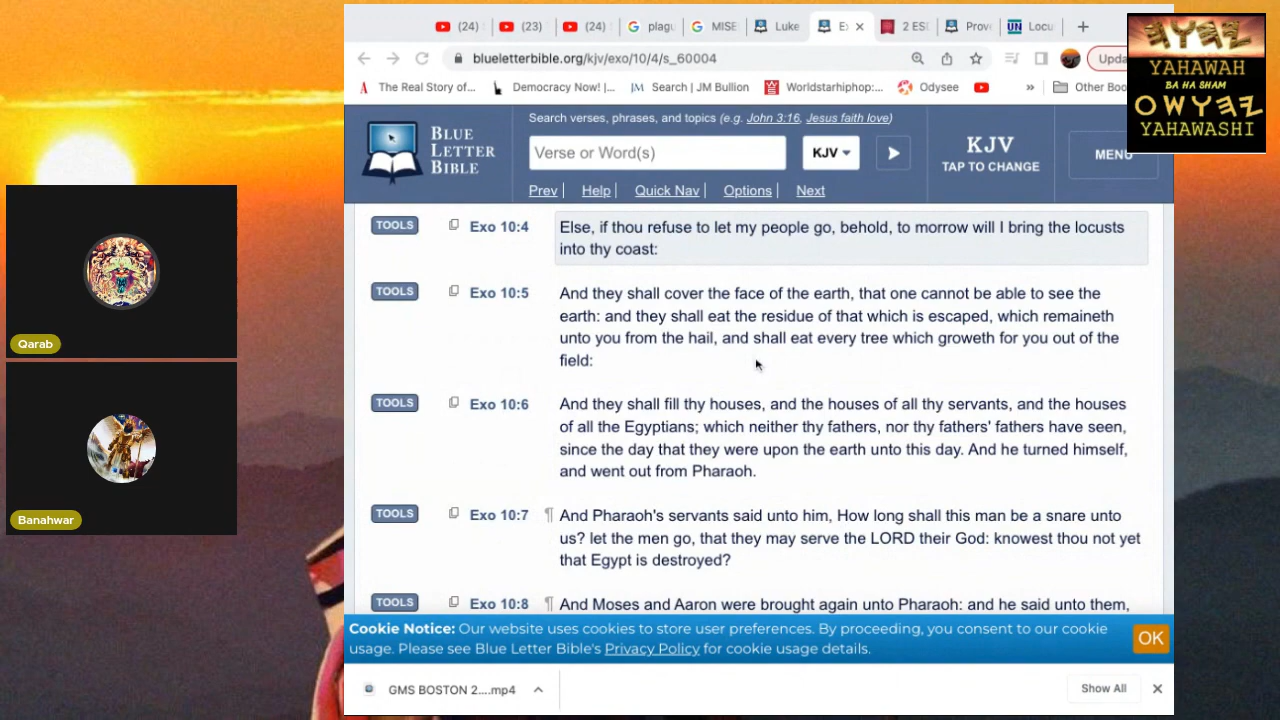 (24)
(23)
(24)
plagu
MISE
Luke
Ex
2 ES
Prov
Locu
blueletterbible.org/kjv/exo/10/4/s_60004
Upda
The Real Story of...
Democracy Now! |...
JM
Search | JM Bullion
Worldstarhiphop:...
Odysee
»
Other Boo
YAHAWAH
BA HA SHAM
YAHAWASHI
BLUE
LETTER
BIBLE
Search verses, phrases, and topics (e.g. John 3:16, Jesus faith love)
Verse or Word(s)
KJV
KJV
TAP TO CHANGE
MENU
Prev | Help | Quick Nav | Options | Next
TOOLS
Exo 10:4
Else, if thou refuse to let my people go, behold, to morrow will I bring the locusts
into thy coast:
TOOLS
Exo 10:5
And they shall cover the face of the earth, that one cannot be able to see the
earth: and they shall eat the residue of that which is escaped, which remaineth
unto you from the hail, and shall eat every tree which groweth for you out of the
field:
TOOLS
Exo 10:6
And they shall fill thy houses, and the houses of all thy servants, and the houses
of all the Egyptians; which neither thy fathers, nor thy fathers' fathers have seen,
since the day that they were upon the earth unto this day. And he turned himself,
and went out from Pharaoh.
TOOLS
Exo 10:7
¶ And Pharaoh's servants said unto him, How long shall this man be a snare unto
us? let the men go, that they may serve the LORD their God: knowest thou not yet
that Egypt is destroyed?
TOOLS
Exo 10:8
¶ And Moses and Aaron were brought again unto Pharaoh: and he said unto them,
Cookie Notice: Our website uses cookies to store user preferences. By proceeding, you consent to our cookie
usage. Please see Blue Letter Bible's Privacy Policy for cookie usage details.
OK
GMS BOSTON 2....mp4
Show All
Qarab
Banahwar